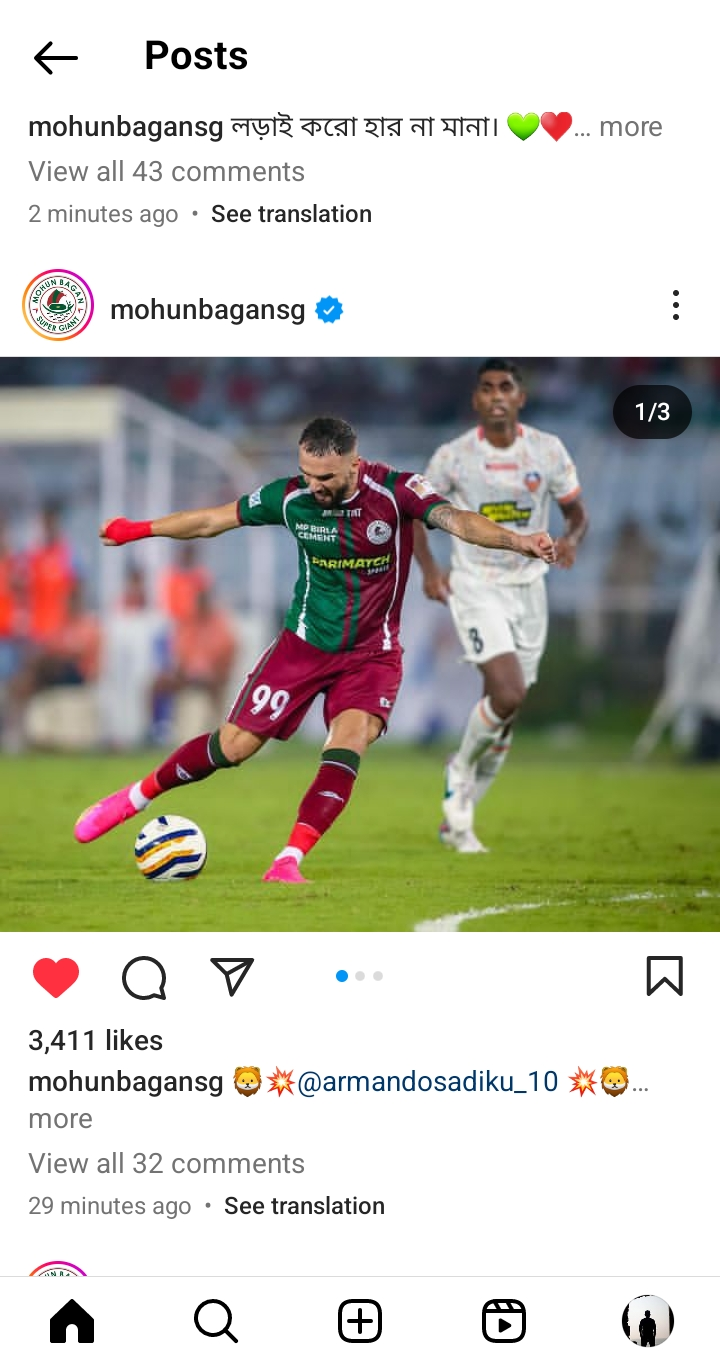 Posts
mohunbagansg লড়াই করো হার না মানা। 💚❤️... more
View all 43 comments
2 minutes ago • See translation
MOHUN BAGAN
SUPER GIANT
mohunbagansg
1/3
MP BIRLA
CEMENT
PARIMATCH
SPORTS
99
8
3,411 likes
mohunbagansg 🦁💥@armandosadiku_10 💥🦁...
more
View all 32 comments
29 minutes ago • See translation